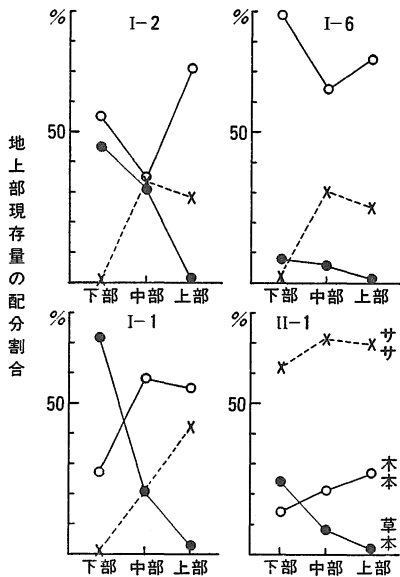 地上部現存量の配分割合
%
I-2
50
下部 中部 上部
%
I-6
50
下部 中部 上部
%
I-1
50
下部 中部 上部
%
II-1
50
ササ
木本
草本
下部 中部 上部